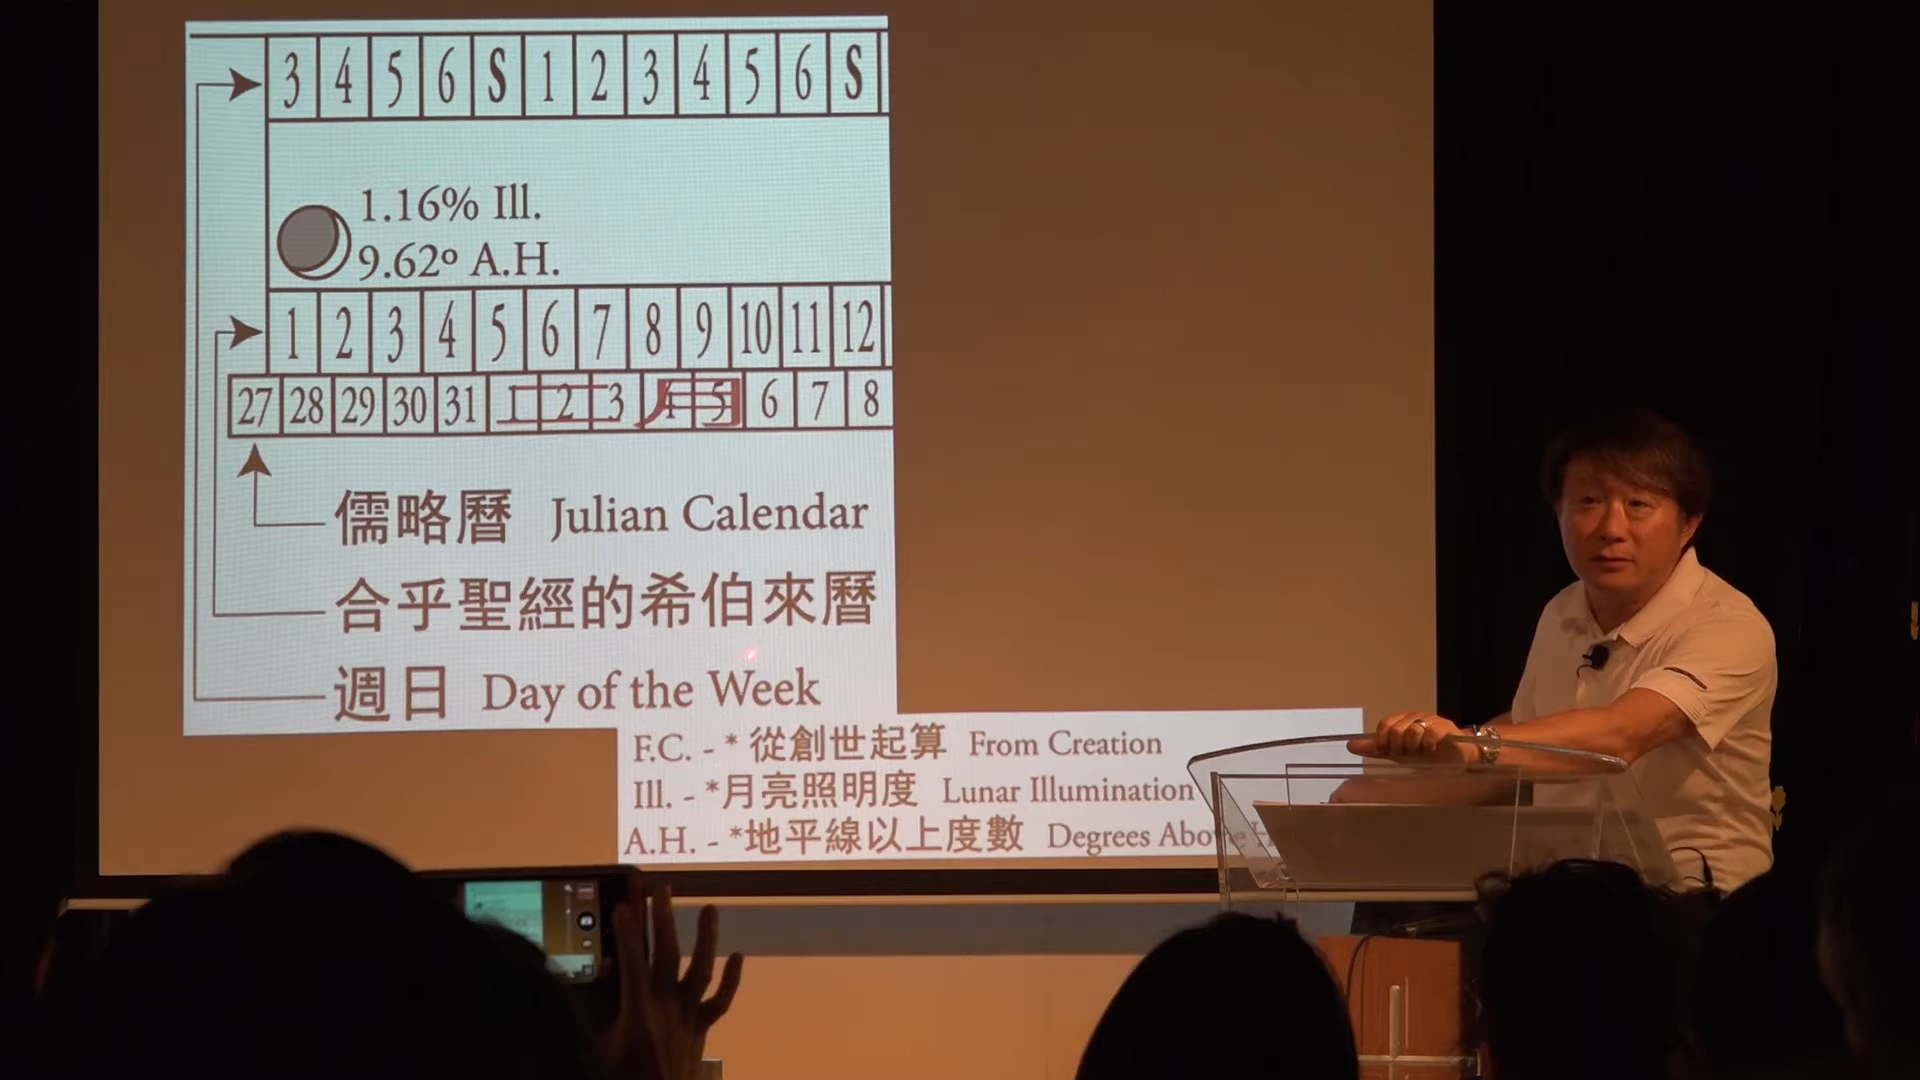 3 4 5 6 S 1 2 3 4 5 6 S
1.16% Ill.
9.62º A.H.
1 2 3 4 5 6 7 8 9 10 11 12
27 28 29 30 31 1 2 3 4 5 6 7 8
正月
儒略曆 Julian Calendar
合乎聖經的希伯來曆
週日 Day of the Week
F.C. - * 從創世起算 From Creation
Ill. - *月亮照明度 Lunar Illumination
A.H. - *地平線以上度數 Degrees Above